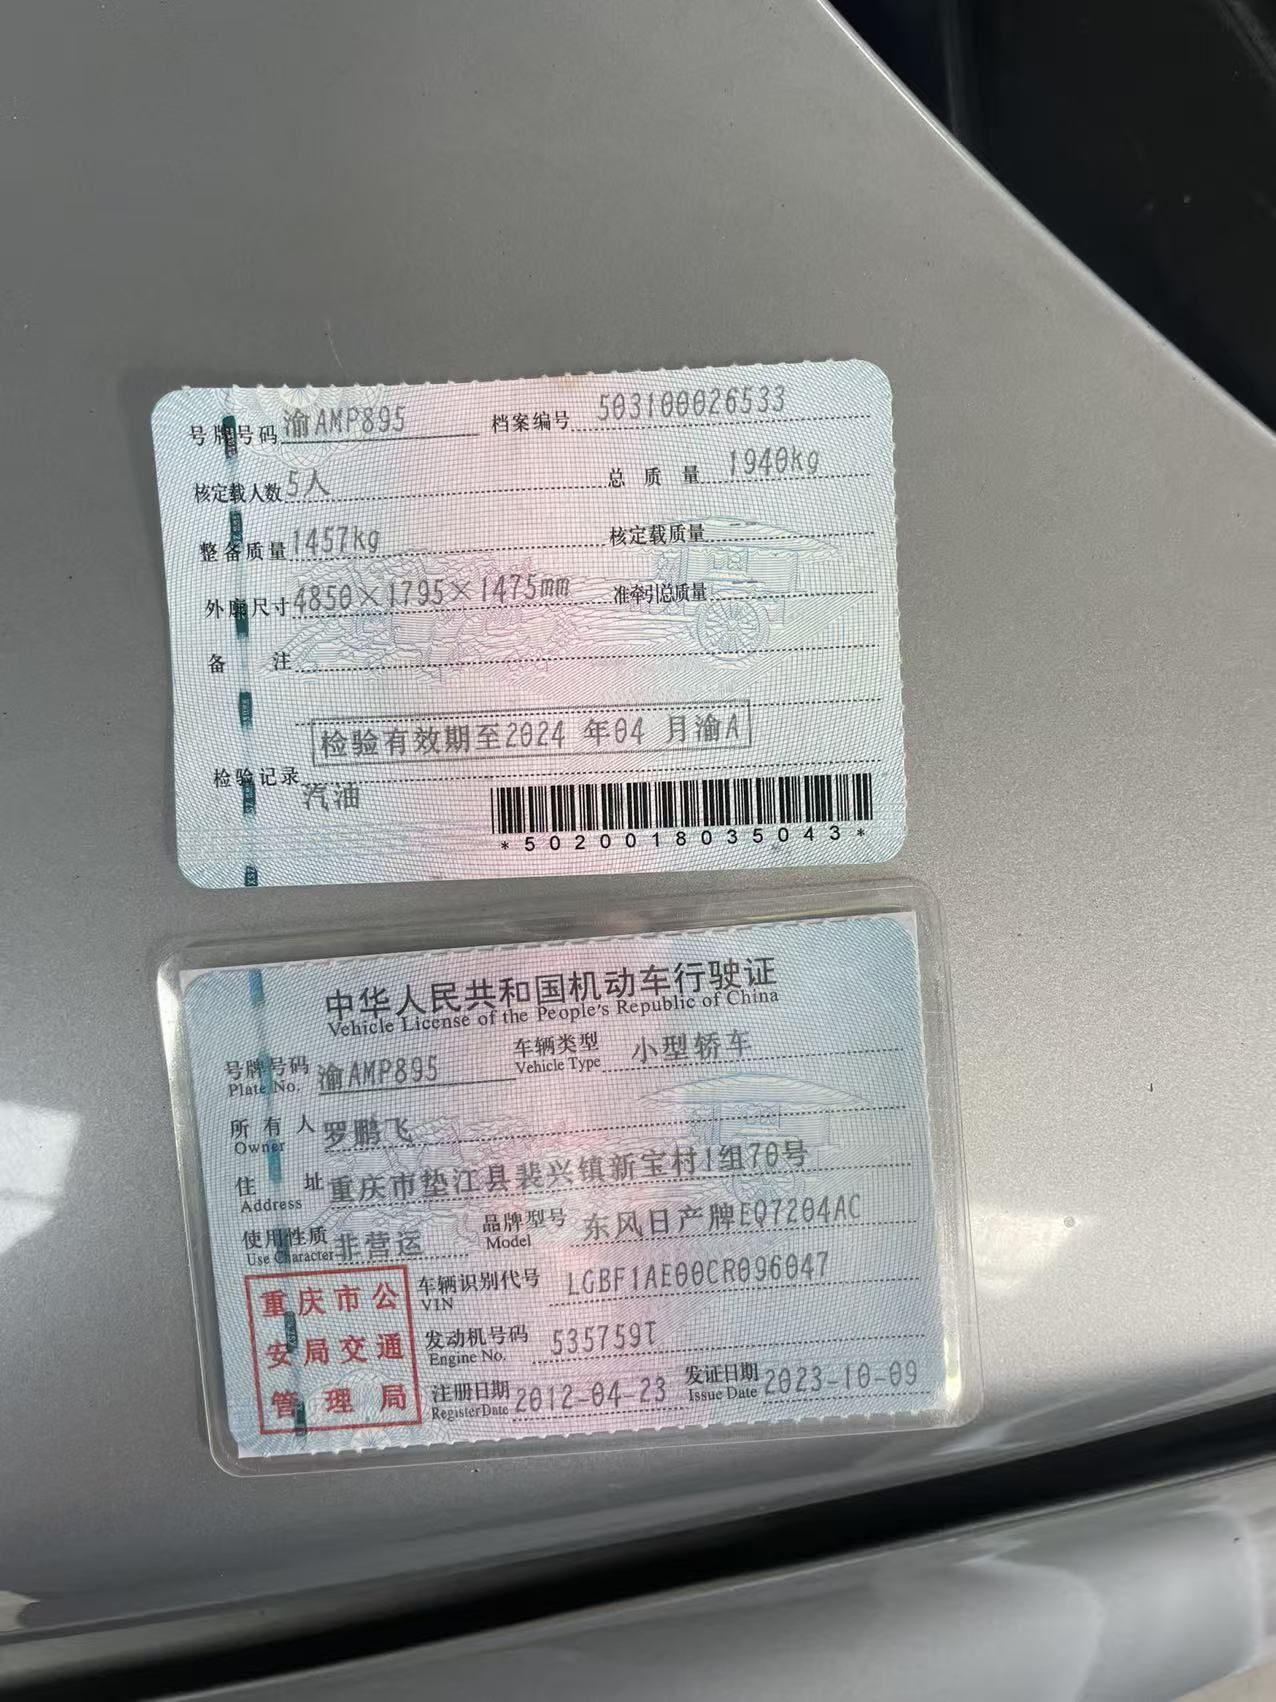 号牌号码 渝AMP895 档案编号 503100026533
核定载人数 5人 总质量 1940kg
整备质量 1457kg 核定载质量
外廓尺寸 4850×1795×1475mm 准牵引总质量
备注
检验有效期至2024 年04 月渝A
检验记录
汽油
*5020018035043*
中华人民共和国机动车行驶证
Vehicle License of the People's Republic of China
号牌号码 渝AMP895 车辆类型 小型轿车
Plate No. Vehicle Type
所有人 罗鹏飞
Owner
住址 重庆市垫江县裴兴镇新宝村1组70号
Address
使用性质 非营运 品牌型号 东风日产牌EQ7204AC
Use Character Model
重庆市公
安局交通
管理局
车辆识别代号 LGBF1AE00CR096047
VIN
发动机号码 535759T
Engine No.
注册日期 2012-04-23 发证日期 2023-10-09
Register Date Issue Date